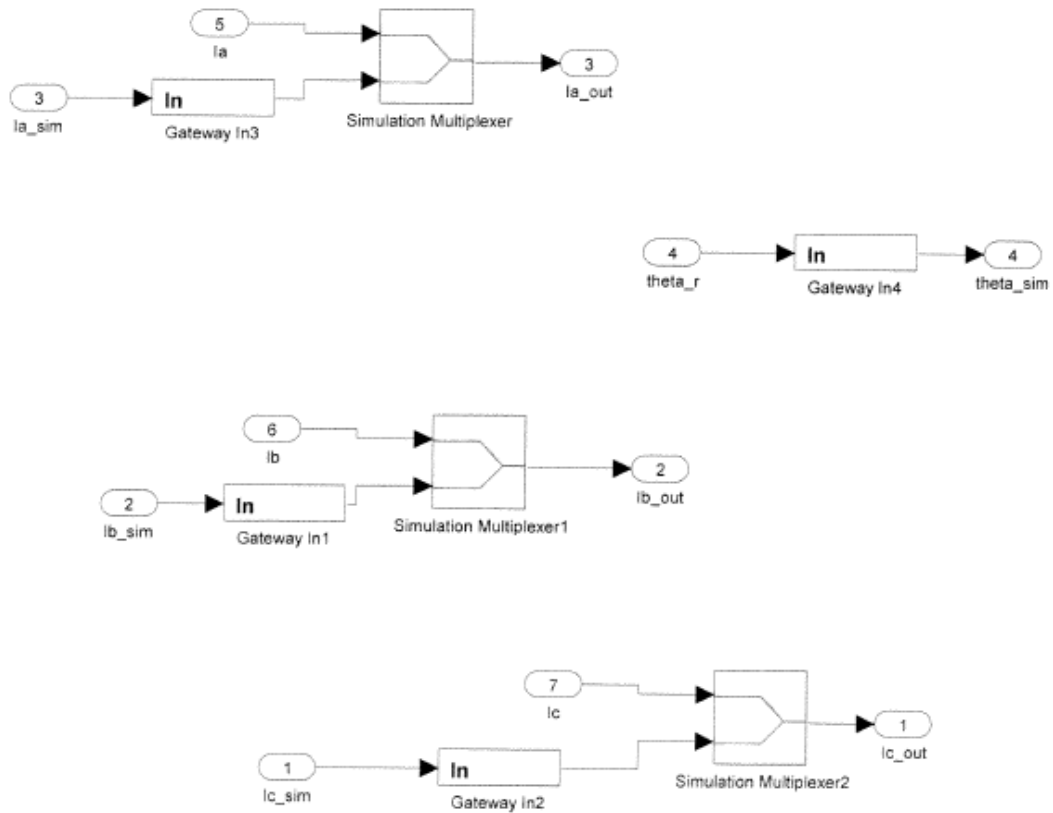 5
Ia
3
Ia_out
3
Ia_sim
In
Gateway In3
Simulation Multiplexer
4
theta_r
In
Gateway In4
4
theta_sim
6
Ib
2
Ib_out
2
Ib_sim
In
Gateway In1
Simulation Multiplexer1
7
Ic
1
Ic_out
1
Ic_sim
In
Gateway In2
Simulation Multiplexer2